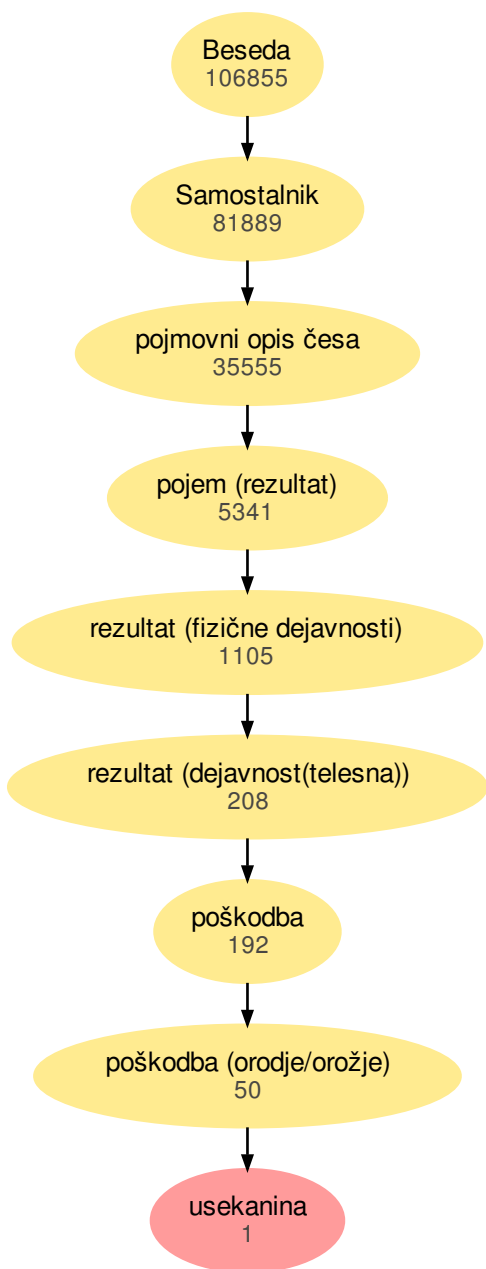 Beseda
106855
Samostalnik
81889
pojmovni opis česa
35555
pojem (rezultat)
5341
rezultat (fizične dejavnosti)
1105
rezultat (dejavnost(telesna))
208
poškodba
192
poškodba (orodje/orožje)
50
usekanina
1